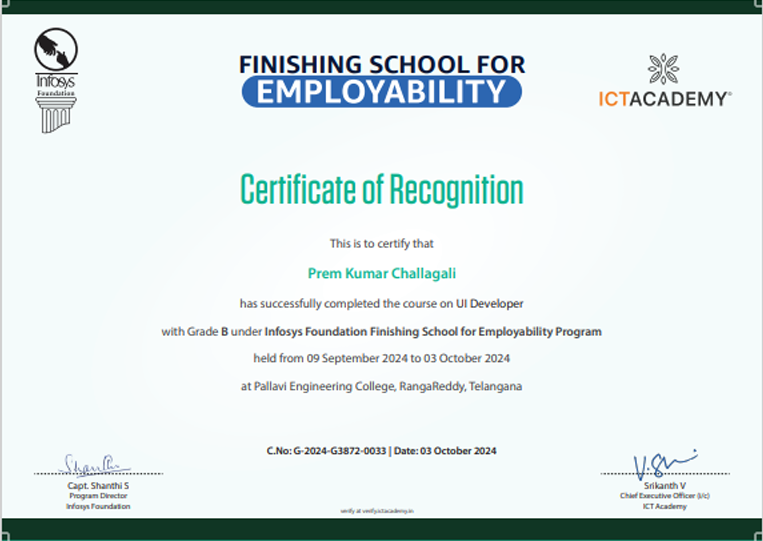 Infosys
Foundation
FINISHING SCHOOL FOR
EMPLOYABILITY
ICTACADEMY®
Certificate of Recognition
This is to certify that
Prem Kumar Challagali
has successfully completed the course on UI Developer
with Grade B under Infosys Foundation Finishing School for Employability Program
held from 09 September 2024 to 03 October 2024
at Pallavi Engineering College, RangaReddy, Telangana
C.No: G-2024-G3872-0033 | Date: 03 October 2024
Shanthi
Capt. Shanthi S
Program Director
Infosys Foundation
Srikanth V
Chief Executive Officer (I/c)
ICT Academy
verify at verify.ictacademy.in